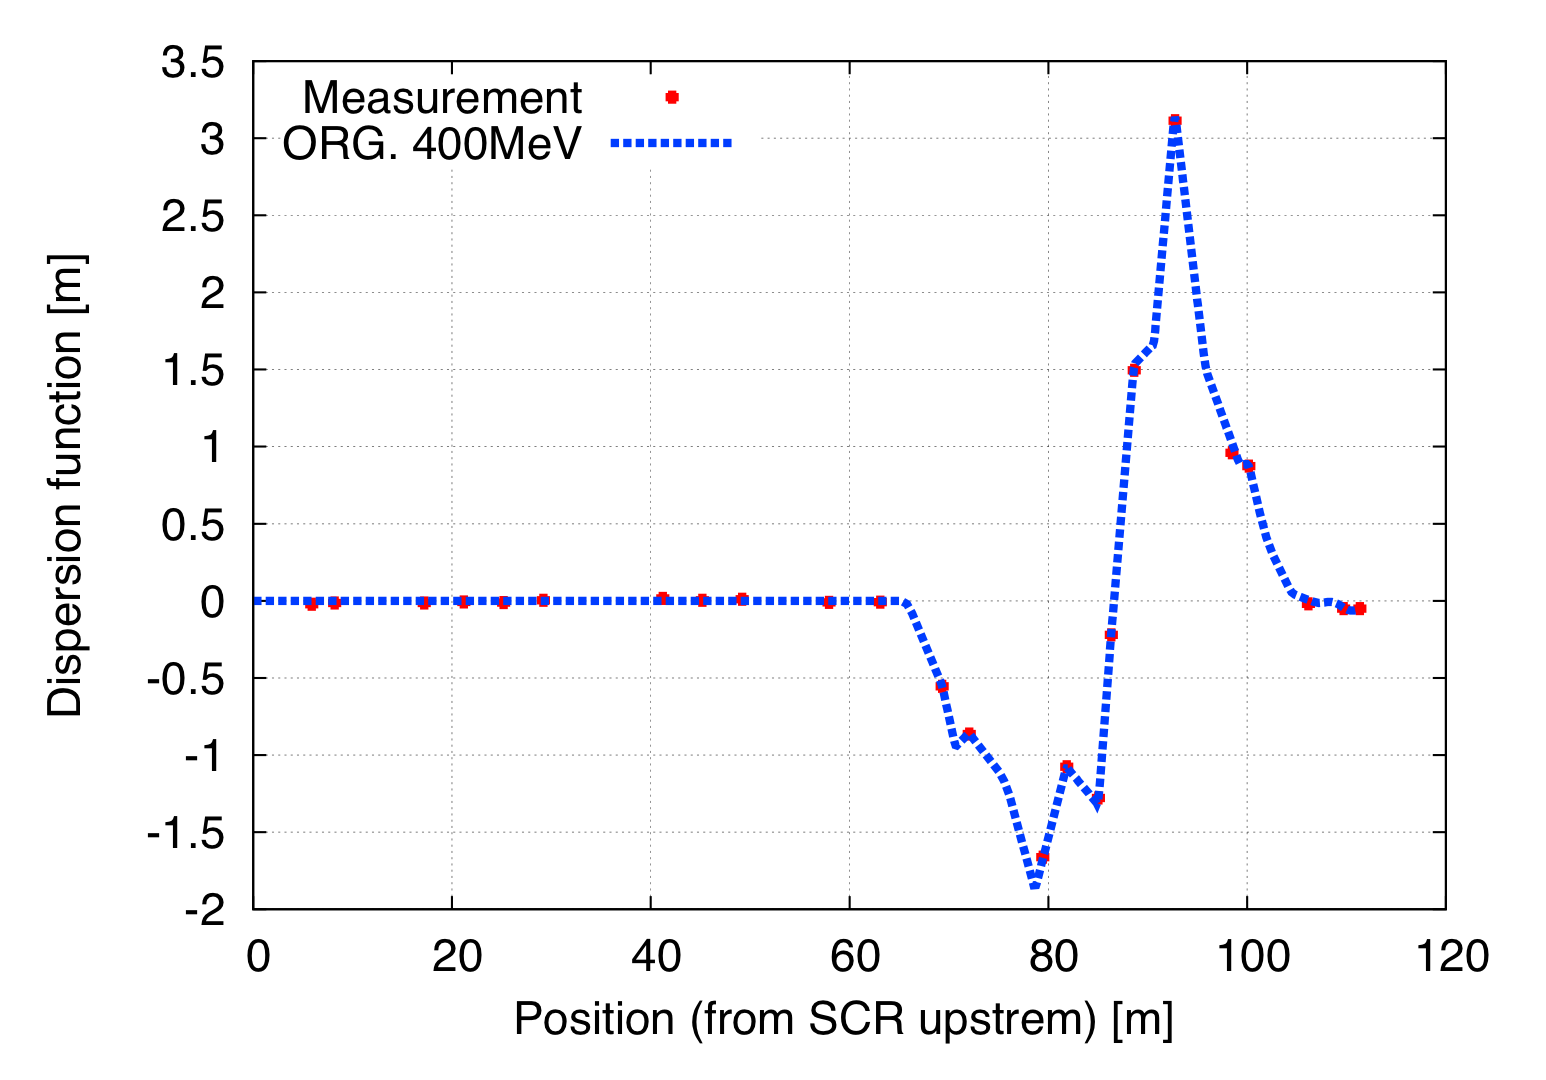 3.5
3
2.5
2
1.5
1
0.5
0
-0.5
-1
-1.5
-2
Measurement
ORG. 400MeV
Dispersion function [m]
0 20 40 60 80 100 120
Position (from SCR upstrem) [m]